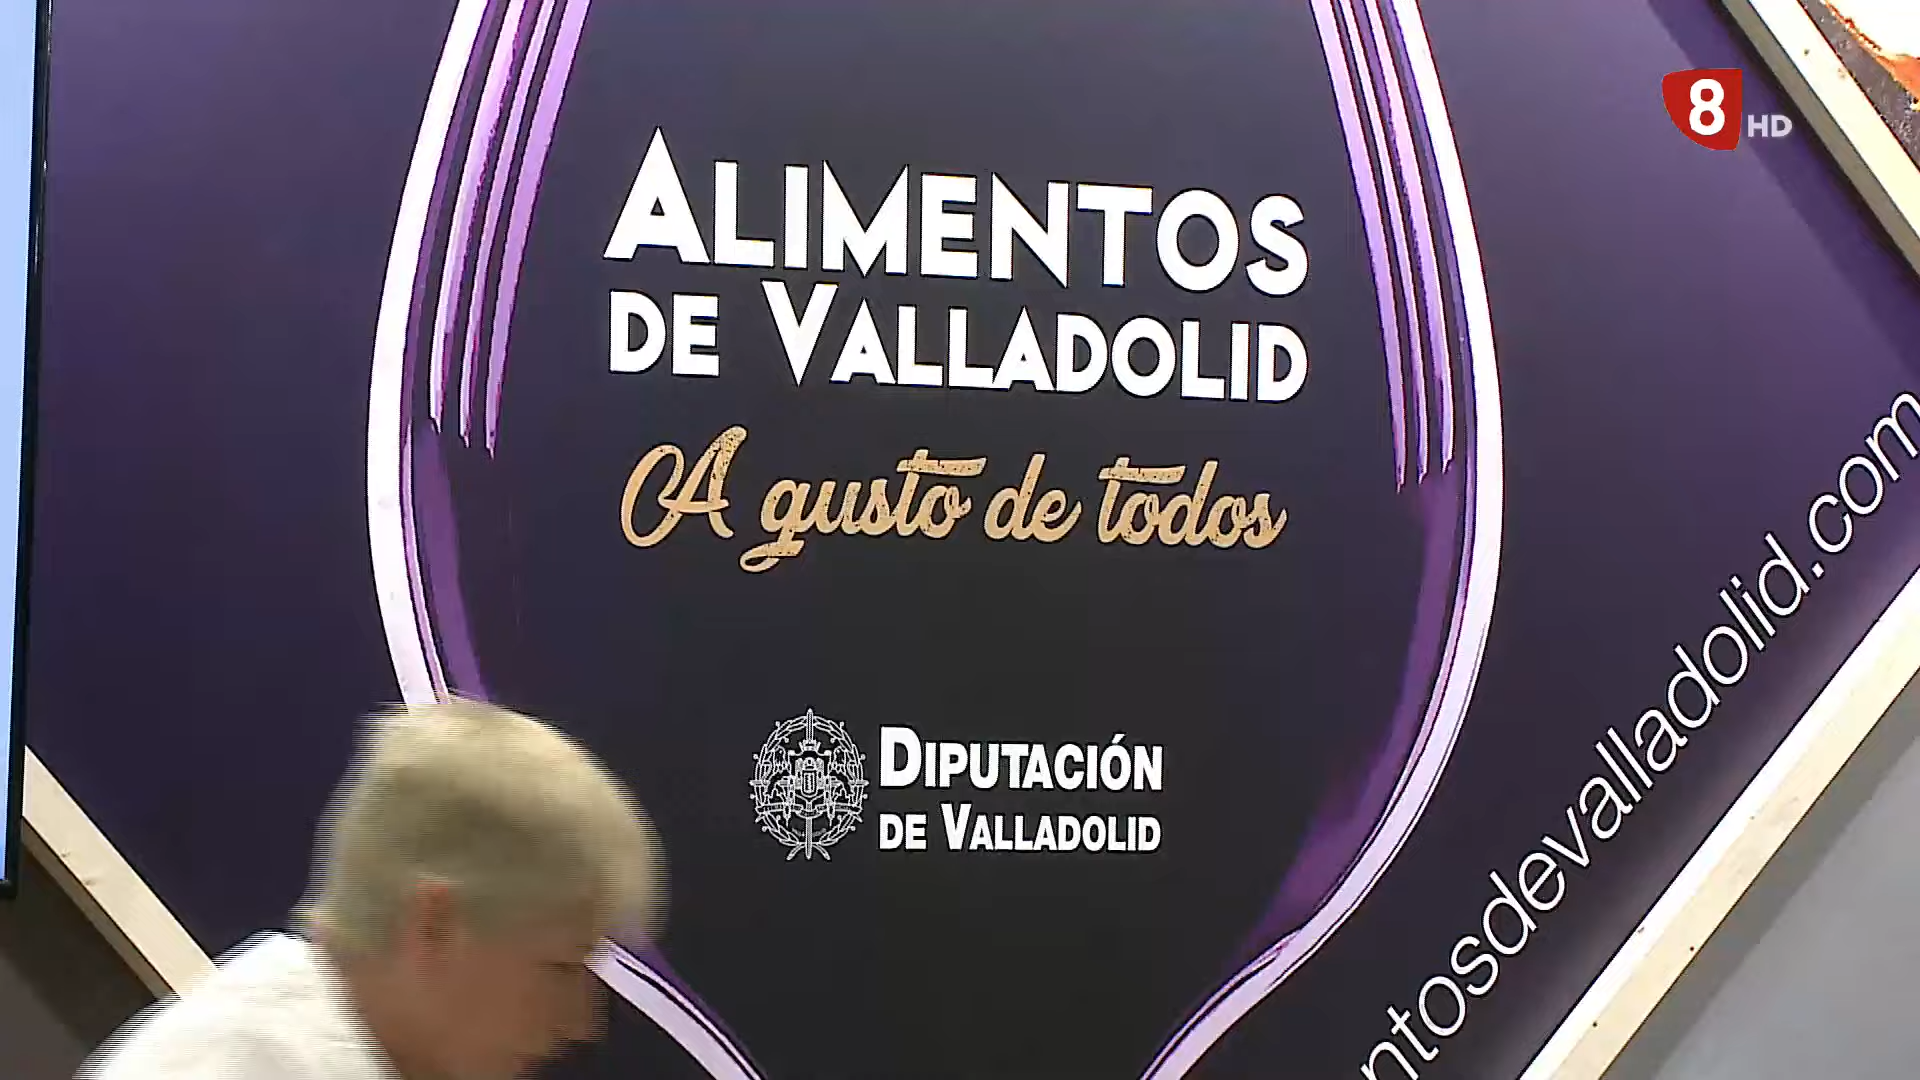 8 HD
ALIMENTOS
DE VALLADOLID
A gusto de todos
DIPUTACIÓN
DE VALLADOLID
ntosdevalladolid.com